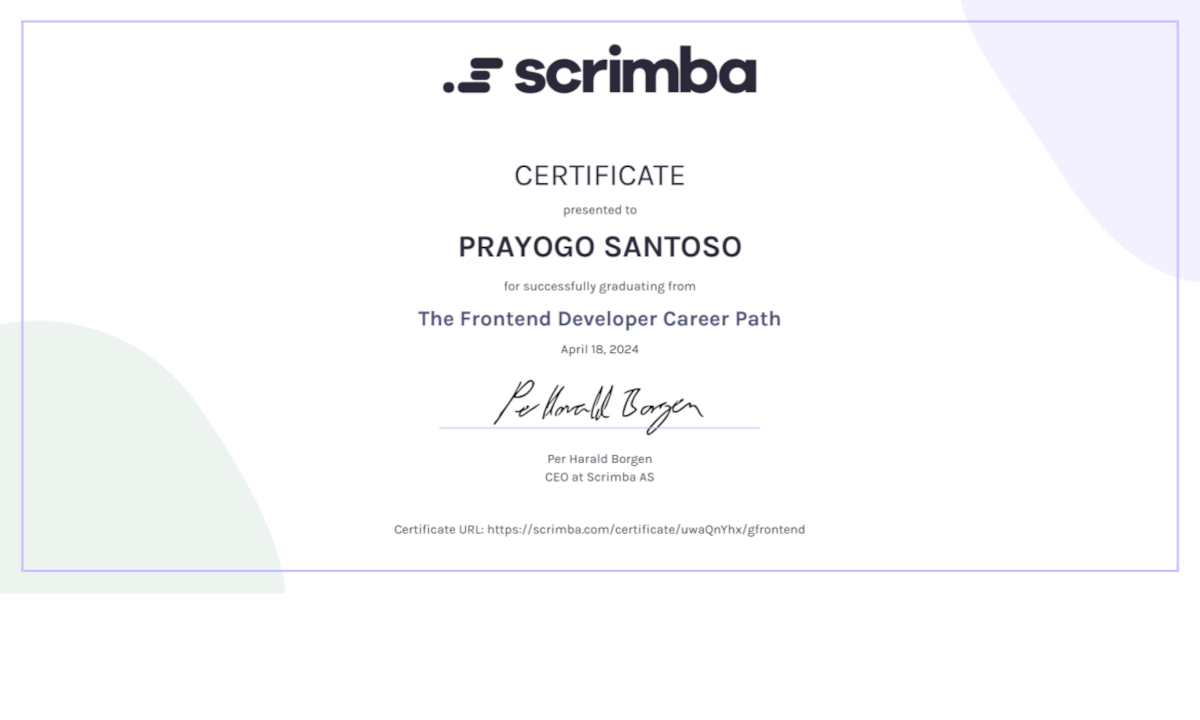 scrimba
CERTIFICATE
presented to
PRAYOGO SANTOSO
for successfully graduating from
The Frontend Developer Career Path
April 18, 2024
Per Harald Borgen
Per Harald Borgen
CEO at Scrimba AS
Certificate URL: https://scrimba.com/certificate/uwaQnYhx/gfrontend